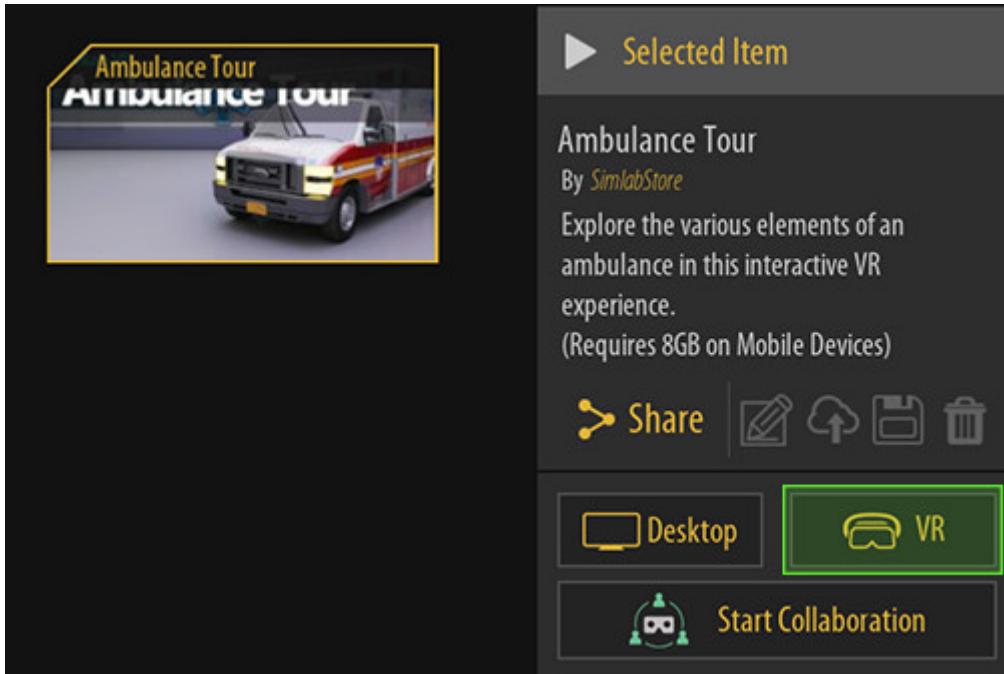 Ambulance Tour
Ambulance Tour
Selected Item
Ambulance Tour
By SimlabStore
Explore the various elements of an
ambulance in this interactive VR
experience.
(Requires 8GB on Mobile Devices)
Share
Desktop
VR
Start Collaboration